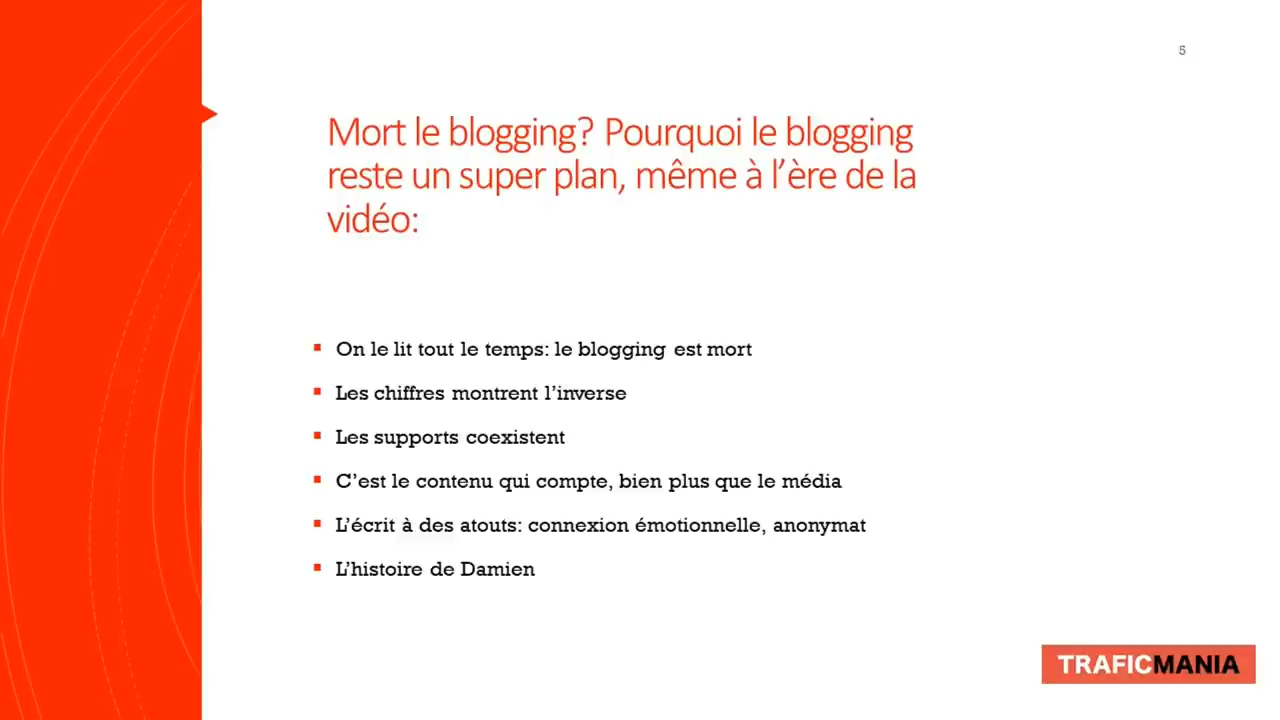 5
Mort le blogging? Pourquoi le blogging
reste un super plan, même à l’ère de la
vidéo:
▪ On le lit tout le temps: le blogging est mort
▪ Les chiffres montrent l’inverse
▪ Les supports coexistent
▪ C’est le contenu qui compte, bien plus que le média
▪ L’écrit à des atouts: connexion émotionnelle, anonymat
▪ L’histoire de Damien
TRAFICMANIA